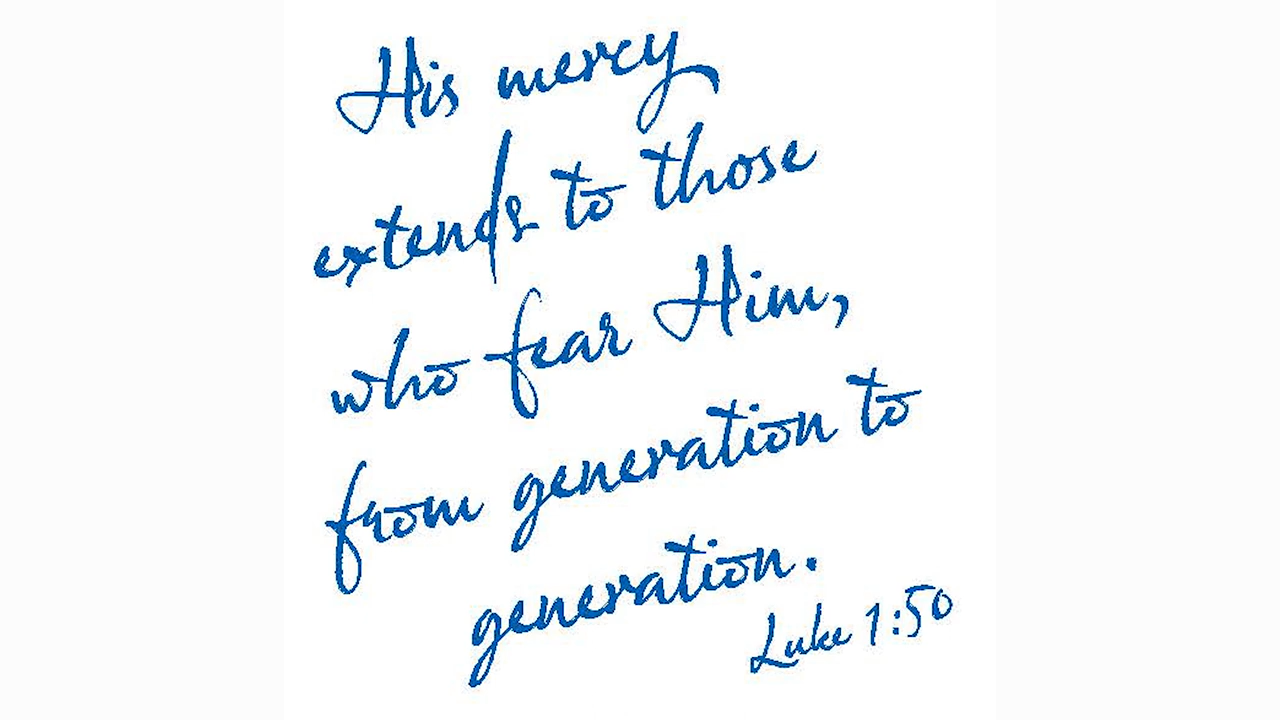 His mercy
extends to those
who fear Him,
from generation to
generation.
Luke 1:50